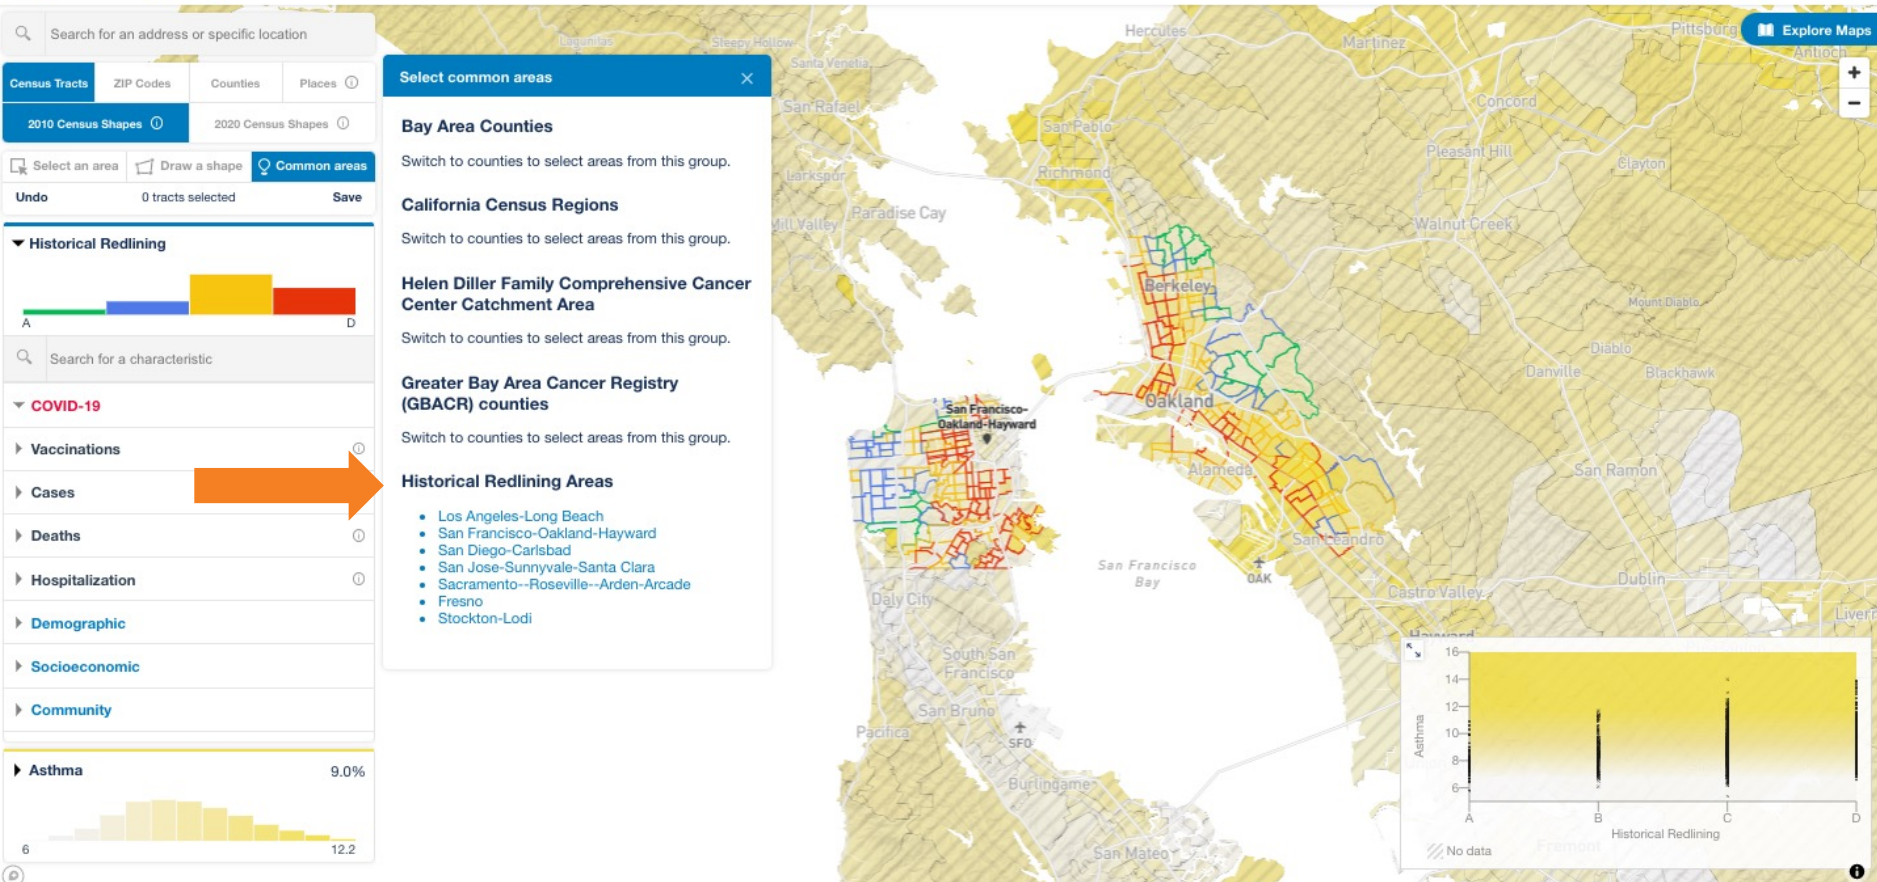 Search for an address or specific location
Census Tracts
ZIP Codes
Counties
Places
2010 Census Shapes
2020 Census Shapes
Select an area
Draw a shape
Common areas
Undo
0 tracts selected
Save
Historical Redlining
A
D
Search for a characteristic
COVID-19
Vaccinations
Cases
Deaths
Hospitalization
Demographic
Socioeconomic
Community
Asthma
9.0%
6
12.2
Select common areas
Bay Area Counties
Switch to counties to select areas from this group.
California Census Regions
Switch to counties to select areas from this group.
Helen Diller Family Comprehensive Cancer
Center Catchment Area
Switch to counties to select areas from this group.
Greater Bay Area Cancer Registry
(GBACR) counties
Switch to counties to select areas from this group.
Historical Redlining Areas
Los Angeles-Long Beach
San Francisco-Oakland-Hayward
San Diego-Carlsbad
San Jose-Sunnyvale-Santa Clara
Sacramento--Roseville--Arden-Arcade
Fresno
Stockton-Lodi
Explore Maps
+
−
Lagunitas
Sleepy Hollow
Santa Venetia
San Rafael
Larkspur
Mill Valley
Paradise Cay
Hercules
Martinez
Pittsburg
Antioch
San Pablo
Richmond
Concord
Pleasant Hill
Clayton
Walnut Creek
Berkeley
Mount Diablo
Diablo
Danville
Blackhawk
Oakland
San Francisco-
Oakland-Hayward
Alameda
San Ramon
San Leandro
San Francisco
Bay
OAK
Dublin
Castro Valley
Liverr
Hayward
Daly City
South San
Francisco
San Bruno
Pacifica
SFO
Burlingame
San Mateo
Fremont
16
14
12
10
8
6
Asthma
A
B
C
D
Historical Redlining
No data